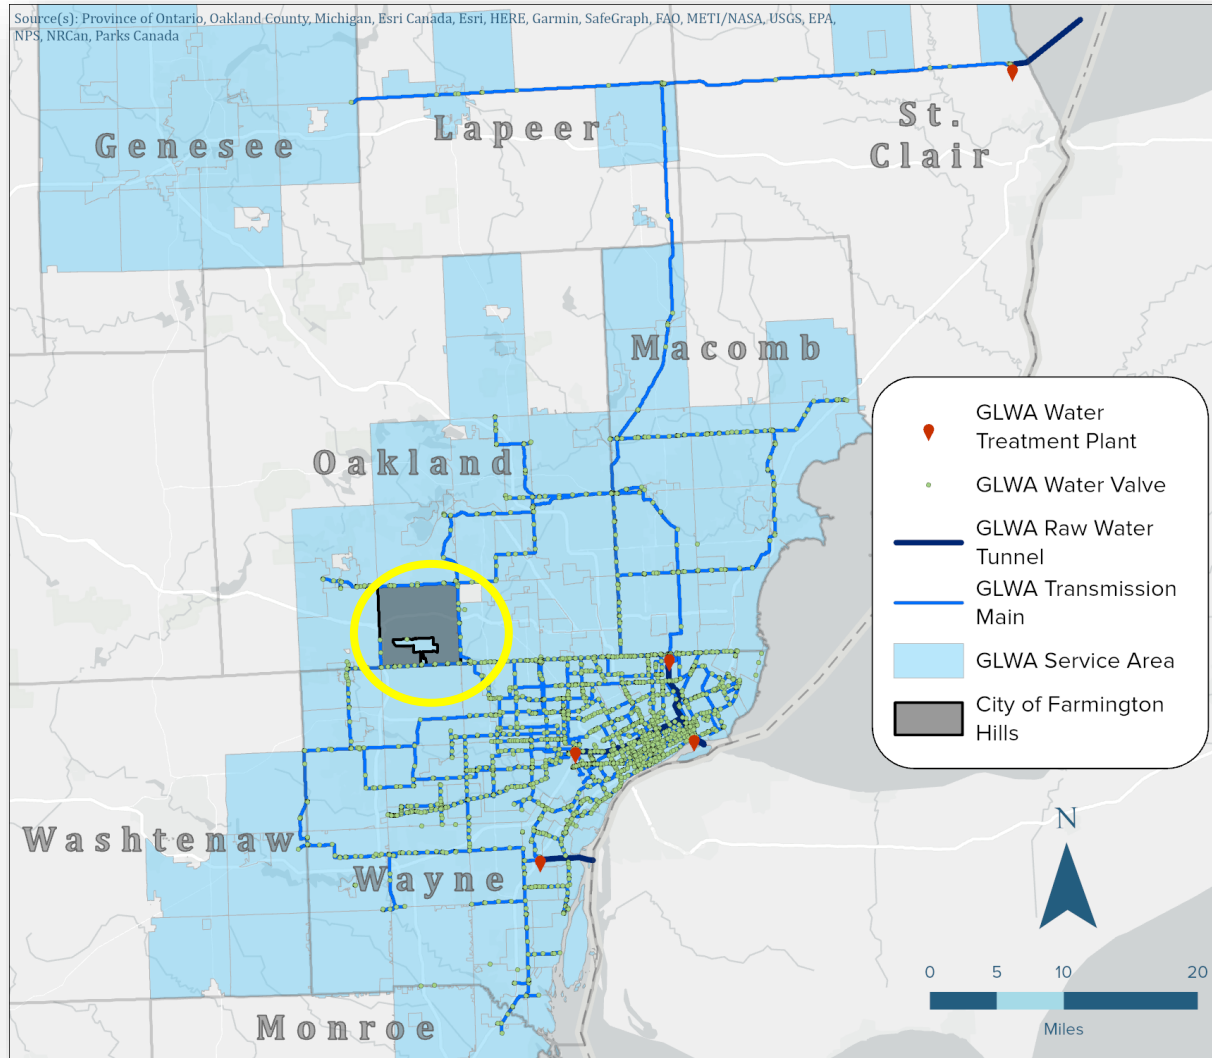 Source(s): Province of Ontario, Oakland County, Michigan, Esri Canada, Esri, HERE, Garmin, SafeGraph, FAO, METI/NASA, USGS, EPA,
NPS, NRCan, Parks Canada
Genesee
Lapeer
St.
Clair
Macomb
Oakland
Washtenaw
Wayne
Monroe
GLWA Water
Treatment Plant
GLWA Water Valve
GLWA Raw Water
Tunnel
GLWA Transmission
Main
GLWA Service Area
City of Farmington
Hills
N
0 5 10 20
Miles